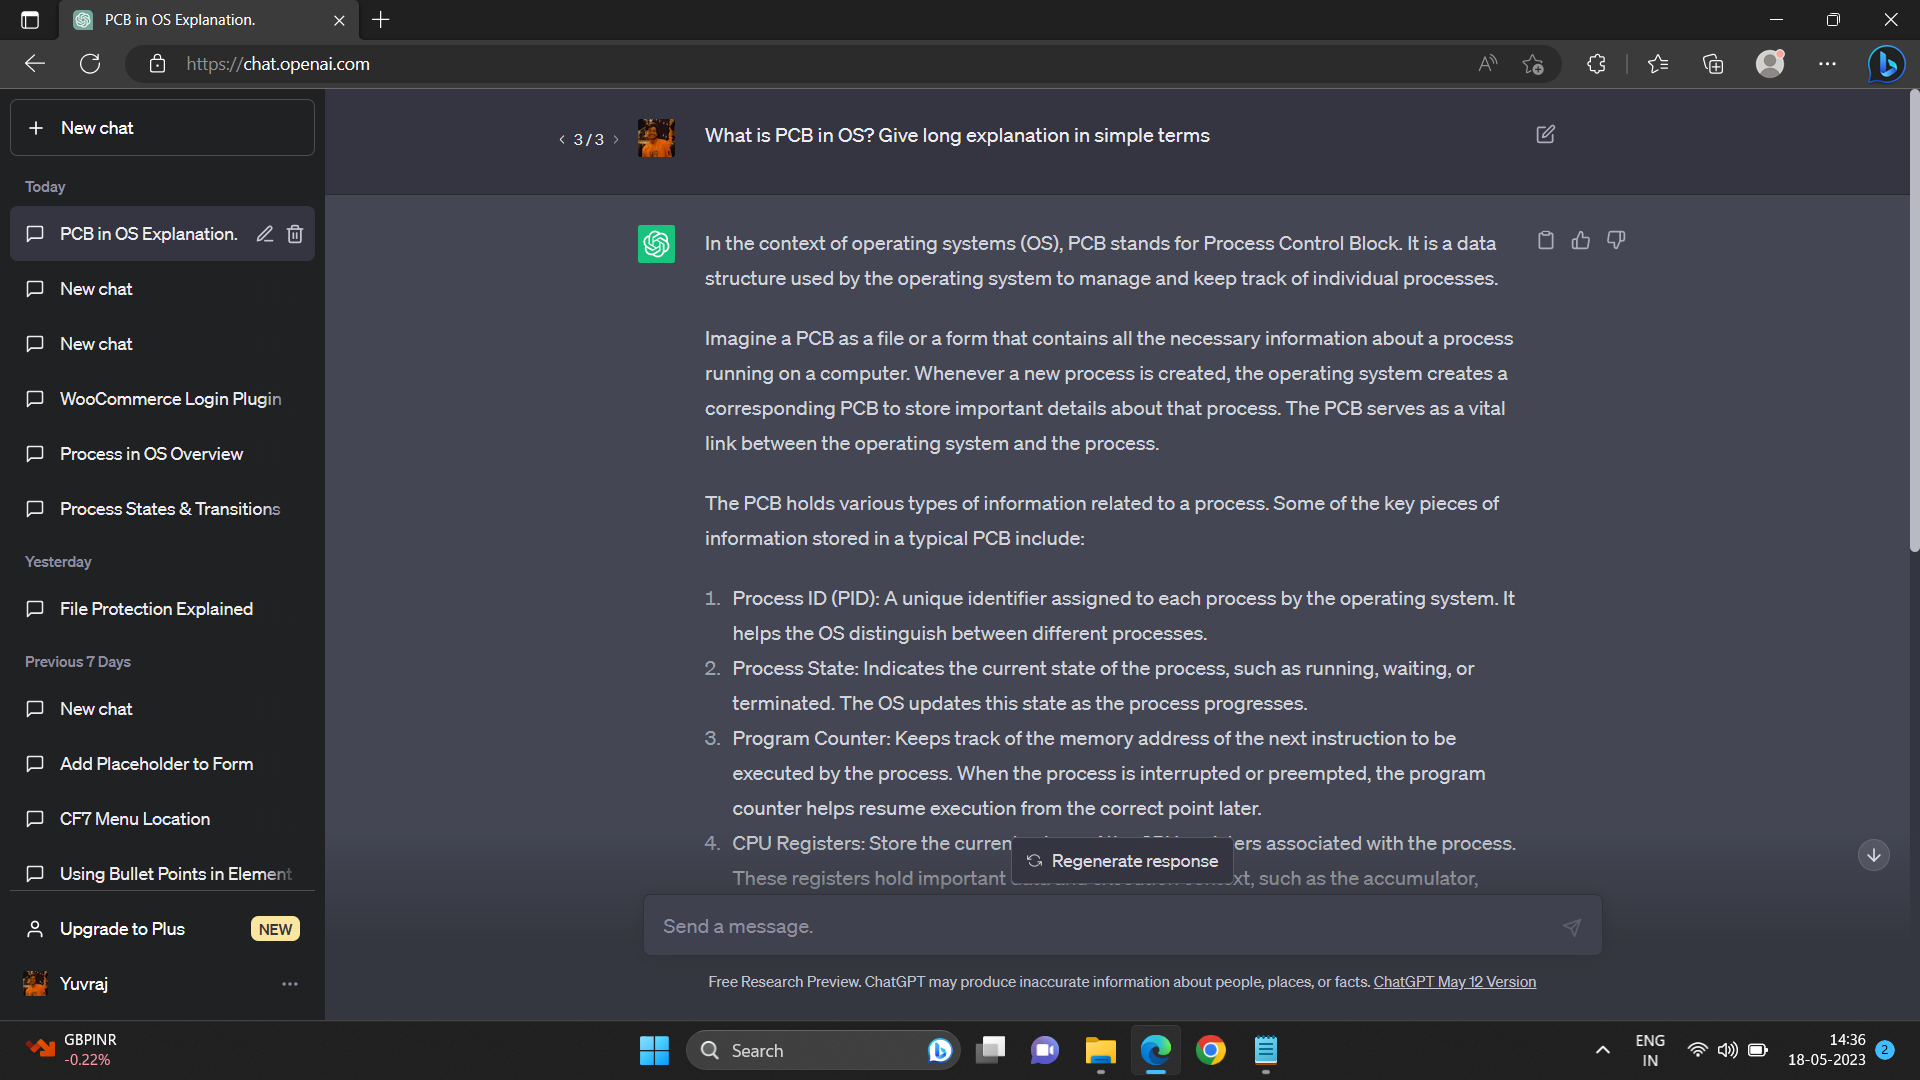 PCB in OS Explanation.
https://chat.openai.com
New chat
Today
PCB in OS Explanation.
New chat
New chat
WooCommerce Login Plugin
Process in OS Overview
Process States & Transitions
Yesterday
File Protection Explained
Previous 7 Days
New chat
Add Placeholder to Form
CF7 Menu Location
Using Bullet Points in Element
Upgrade to Plus NEW
Yuvraj
3 / 3
What is PCB in OS? Give long explanation in simple terms
In the context of operating systems (OS), PCB stands for Process Control Block. It is a data
structure used by the operating system to manage and keep track of individual processes.
Imagine a PCB as a file or a form that contains all the necessary information about a process
running on a computer. Whenever a new process is created, the operating system creates a
corresponding PCB to store important details about that process. The PCB serves as a vital
link between the operating system and the process.
The PCB holds various types of information related to a process. Some of the key pieces of
information stored in a typical PCB include:
1. Process ID (PID): A unique identifier assigned to each process by the operating system. It
helps the OS distinguish between different processes.
2. Process State: Indicates the current state of the process, such as running, waiting, or
terminated. The OS updates this state as the process progresses.
3. Program Counter: Keeps track of the memory address of the next instruction to be
executed by the process. When the process is interrupted or preempted, the program
counter helps resume execution from the correct point later.
4. CPU Registers: Store the curren ers associated with the process.
These registers hold important xt, such as the accumulator,
Regenerate response
Send a message.
Free Research Preview. ChatGPT may produce inaccurate information about people, places, or facts. ChatGPT May 12 Version
GBPINR
-0.22%
Search
ENG
IN
14:36
18-05-2023
2